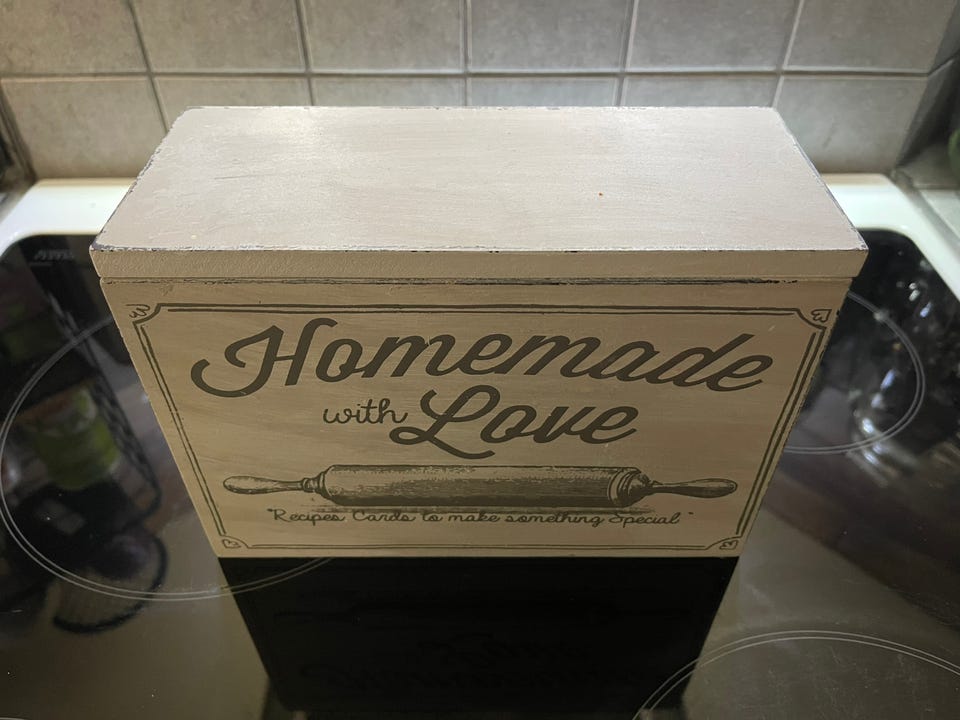 Homemade
with Love
"Recipes Cards to make something Special"